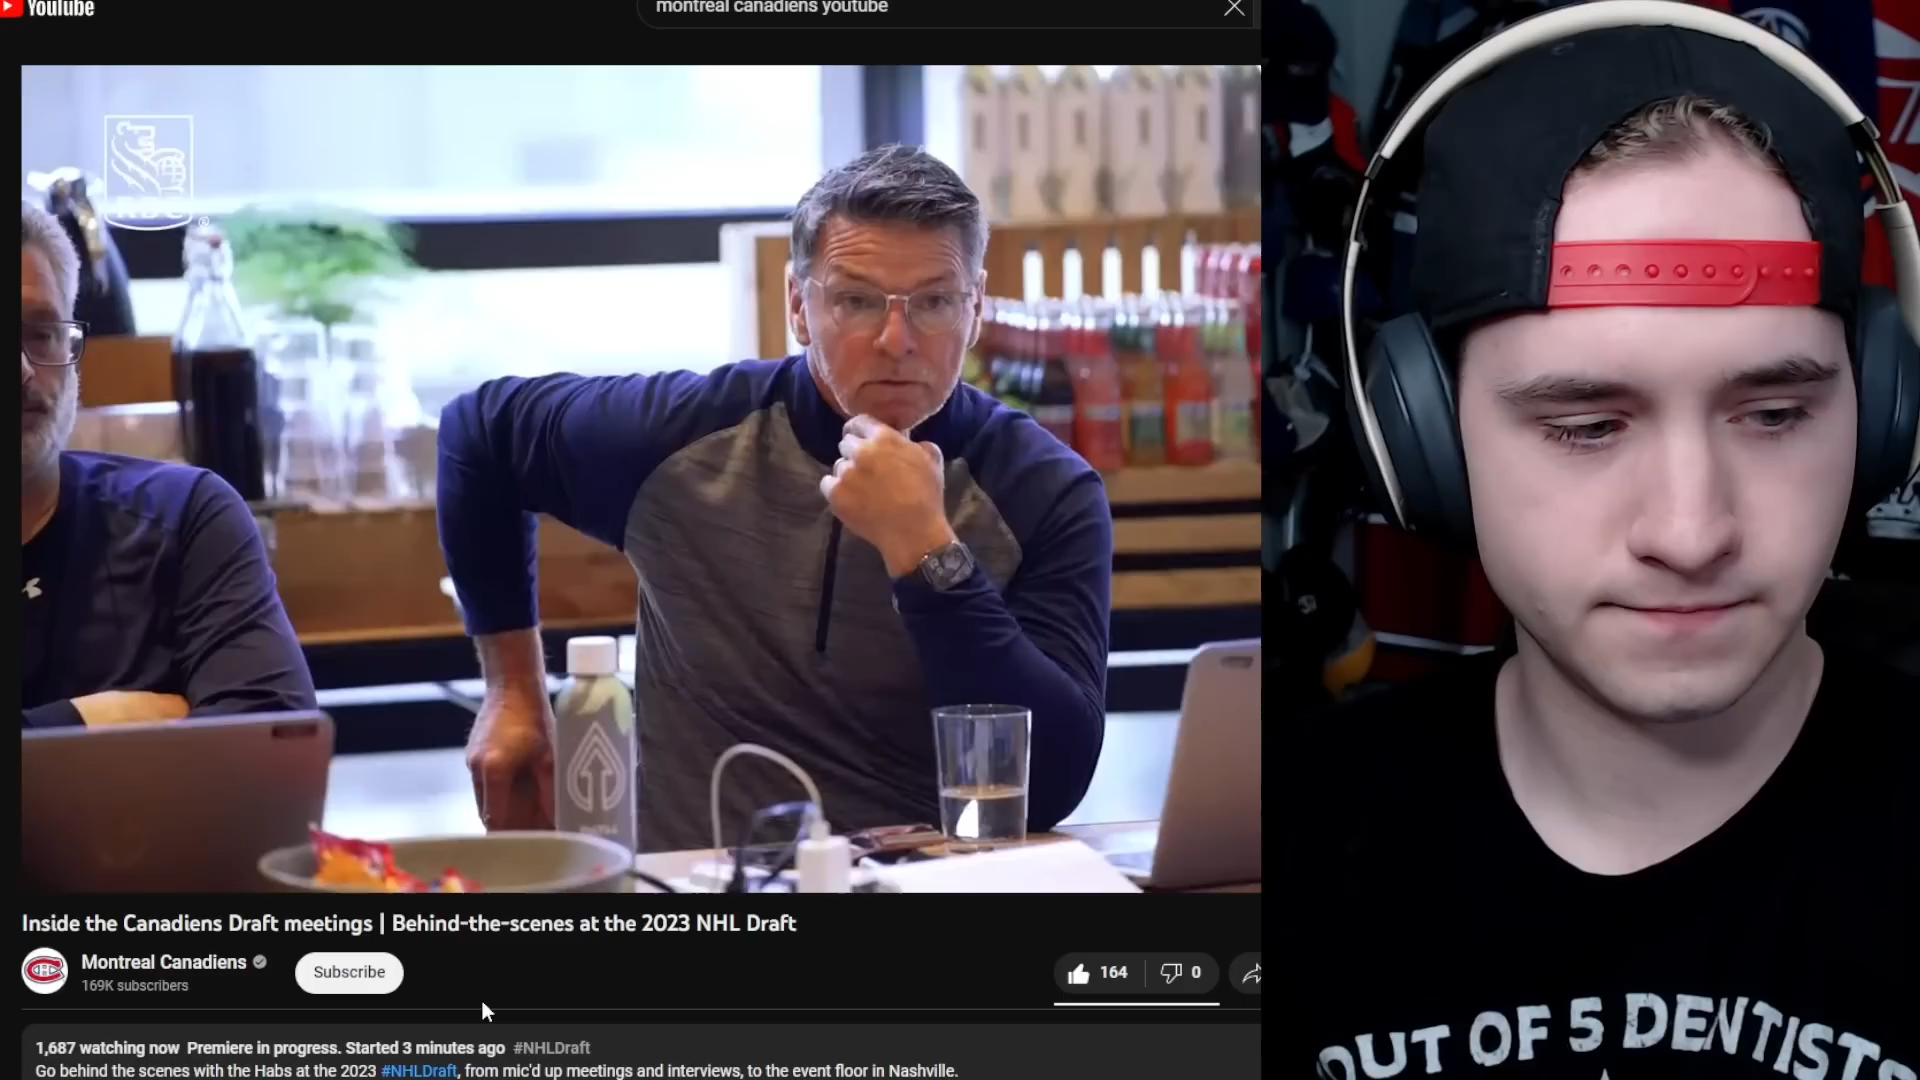 YouTube
montreal canadiens youtube
RBC
®
Inside the Canadiens Draft meetings | Behind-the-scenes at the 2023 NHL Draft
Montreal Canadiens
169K subscribers
Subscribe
164
0
1,687 watching now Premiere in progress. Started 3 minutes ago #NHLDraft
Go behind the scenes with the Habs at the 2023 #NHLDraft, from mic'd up meetings and interviews, to the event floor in Nashville.
OUT OF 5 DENTISTS